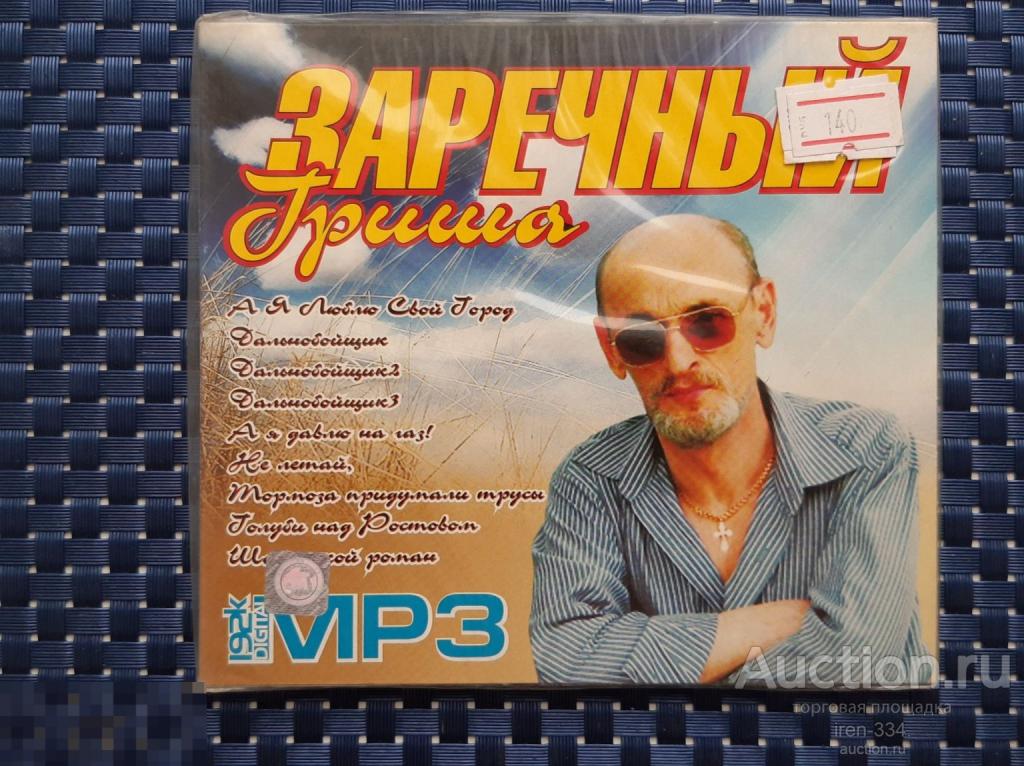 ЗАРЕЧНЫЙ
Гриша
140
А Я Люблю Свой Город
Дальнобойщик
Дальнобойщик2
Дальнобойщик3
А я давлю на газ!
Не летай,
Тормоза придумали трусы
Голуби над Ростовом
роман
192K DIGITAL MP3
Auction.ru
торговая площадка
iren-334
auction.ru